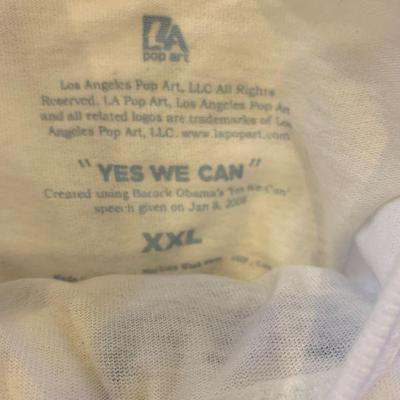 LA
pop art
Los Angeles Pop Art, LLC All Rights
Reserved. LA Pop Art, Los Angeles Pop Art
and all related logos are trademarks of Los
Angeles Pop Art, LLC. www.lapopart.com
"YES WE CAN"
Created using Barack Obama's 'Yes We Can'
speech given on Jan 8, 2008
XXL
Made